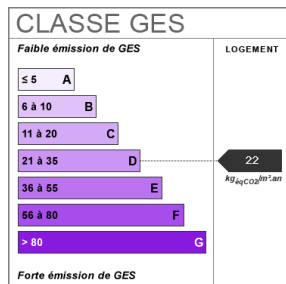 CLASSE GES
Faible émission de GES
LOGEMENT
≤ 5 A
6 à 10 B
11 à 20 C
21 à 35 D
22
kgéqCO2/m².an
36 à 55 E
56 à 80 F
> 80 G
Forte émission de GES